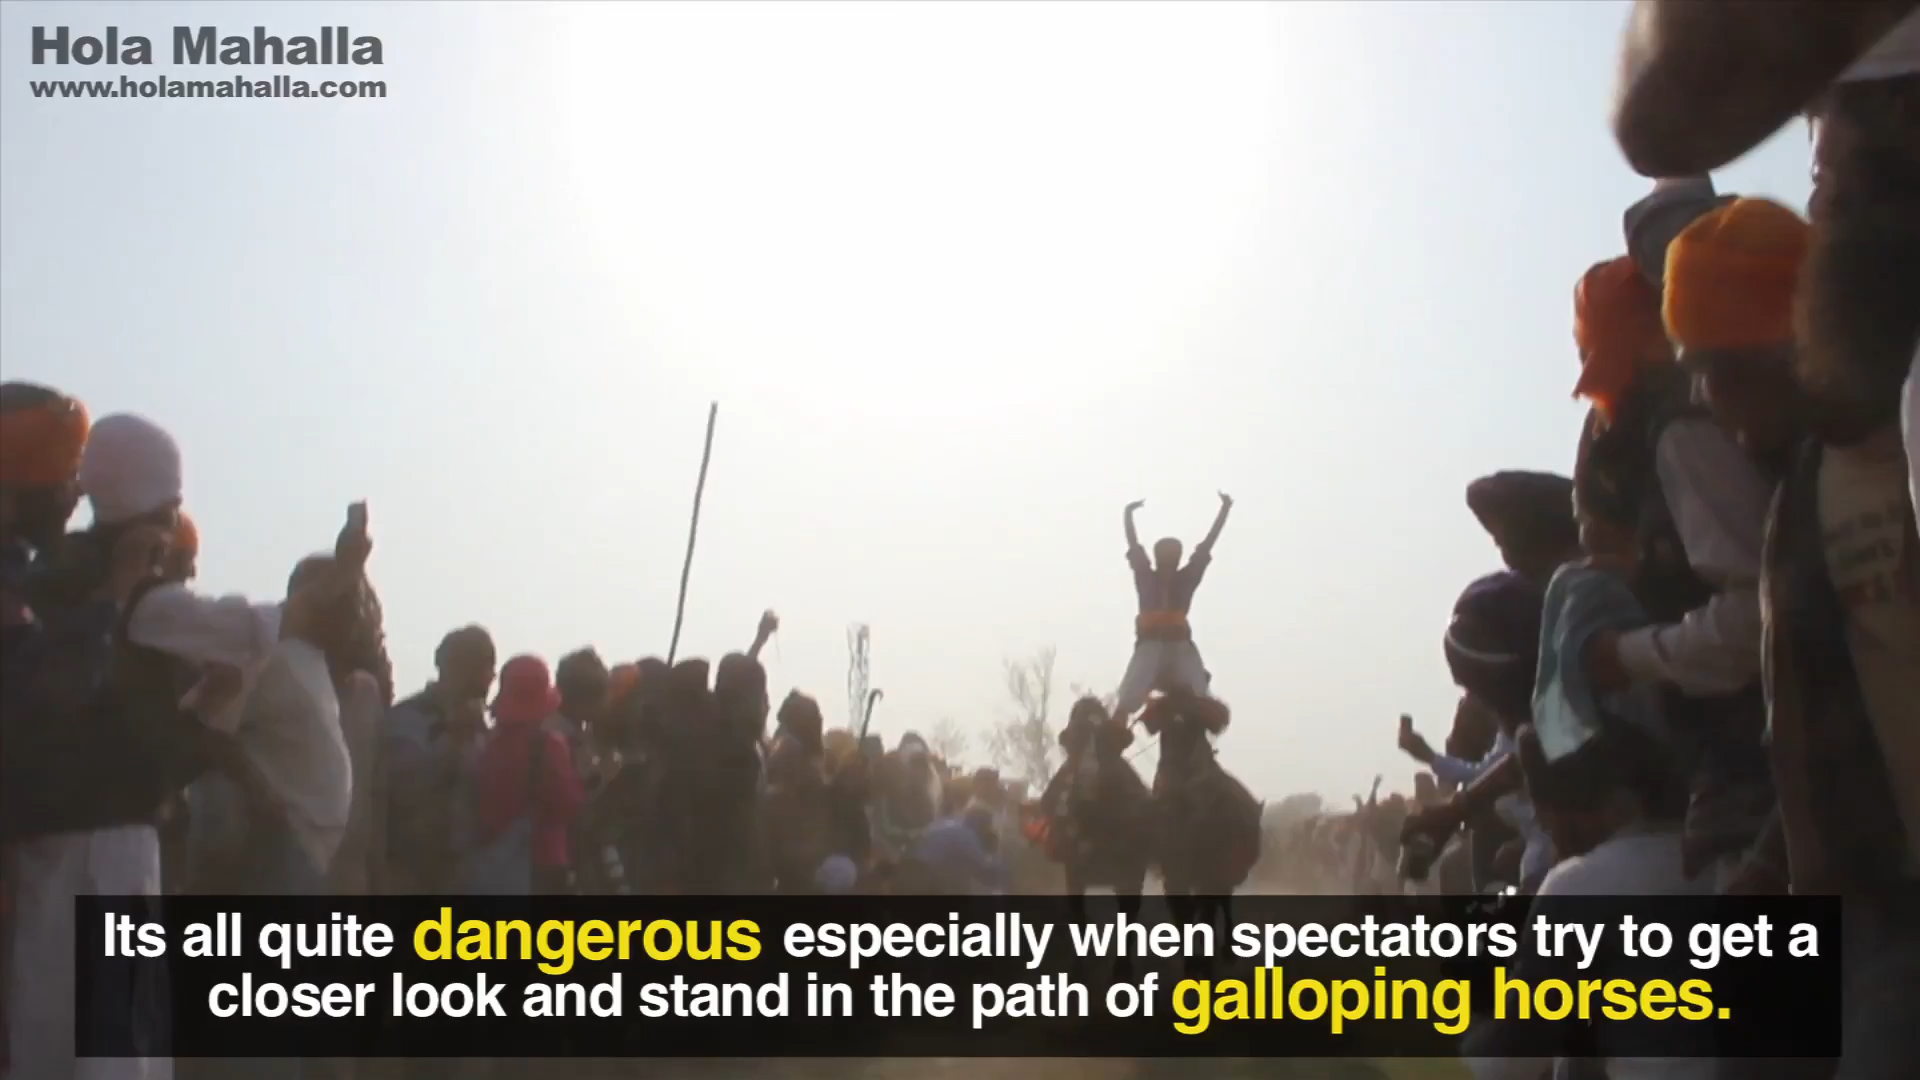 Hola Mahalla
www.holamahalla.com
Its all quite dangerous especially when spectators try to get a
closer look and stand in the path of galloping horses.